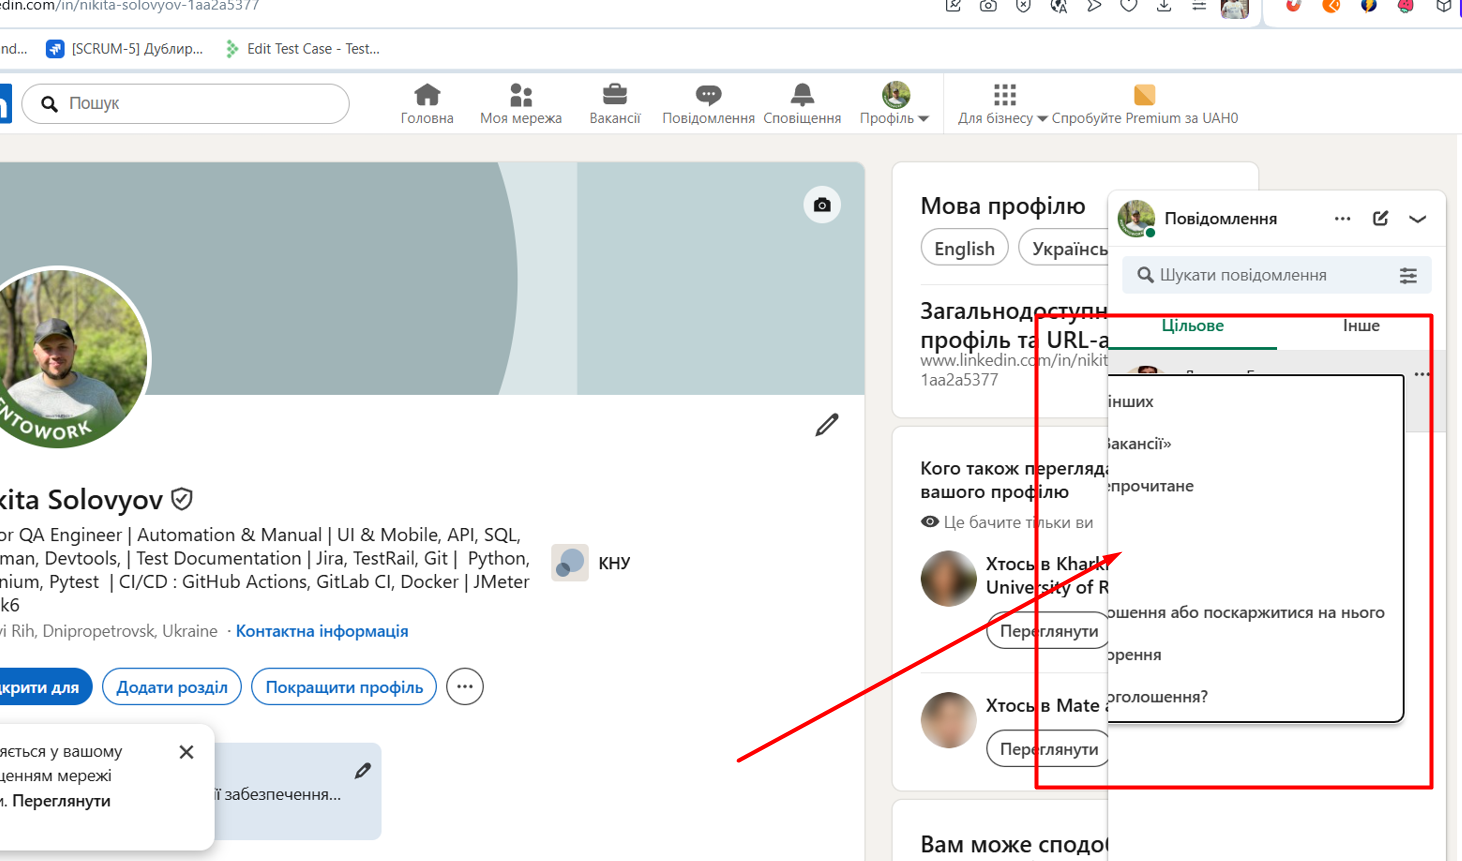 edin.com/in/nikita-solovyov-1aa2a5377
nd...
[SCRUM-5] Дублир...
Edit Test Case - Test...
Пошук
Головна
Моя мережа
Вакансії
Повідомлення
Сповіщення
Профіль
Для бізнесу
Спробуйте Premium за UAH0
Мова профілю
English
Українсь
Загальнодоступн
профіль та URL-а
www.linkedin.com/in/nikit
1aa2a5377
Кого також перегляда
вашого профілю
Це бачите тільки ви
Хтось в Kharki
University of R
Переглянути
Хтось в Mate a
Переглянути
Вам може сподоб
Повідомлення
Шукати повідомлення
Цільове
Інше
інших
Вакансії»
епрочитане
ошення або поскаржитися на нього
орення
оголошення?
ENTOWORK
kita Solovyov
or QA Engineer | Automation & Manual | UI & Mobile, API, SQL,
man, Devtools, | Test Documentation | Jira, TestRail, Git | Python,
nium, Pytest | CI/CD : GitHub Actions, GitLab CI, Docker | JMeter
k6
КНУ
vi Rih, Dnipropetrovsk, Ukraine · Контактна інформація
дкрити для
Додати розділ
Покращити профіль
яється у вашому
щенням мережі
и. Переглянути
ії забезпечення...